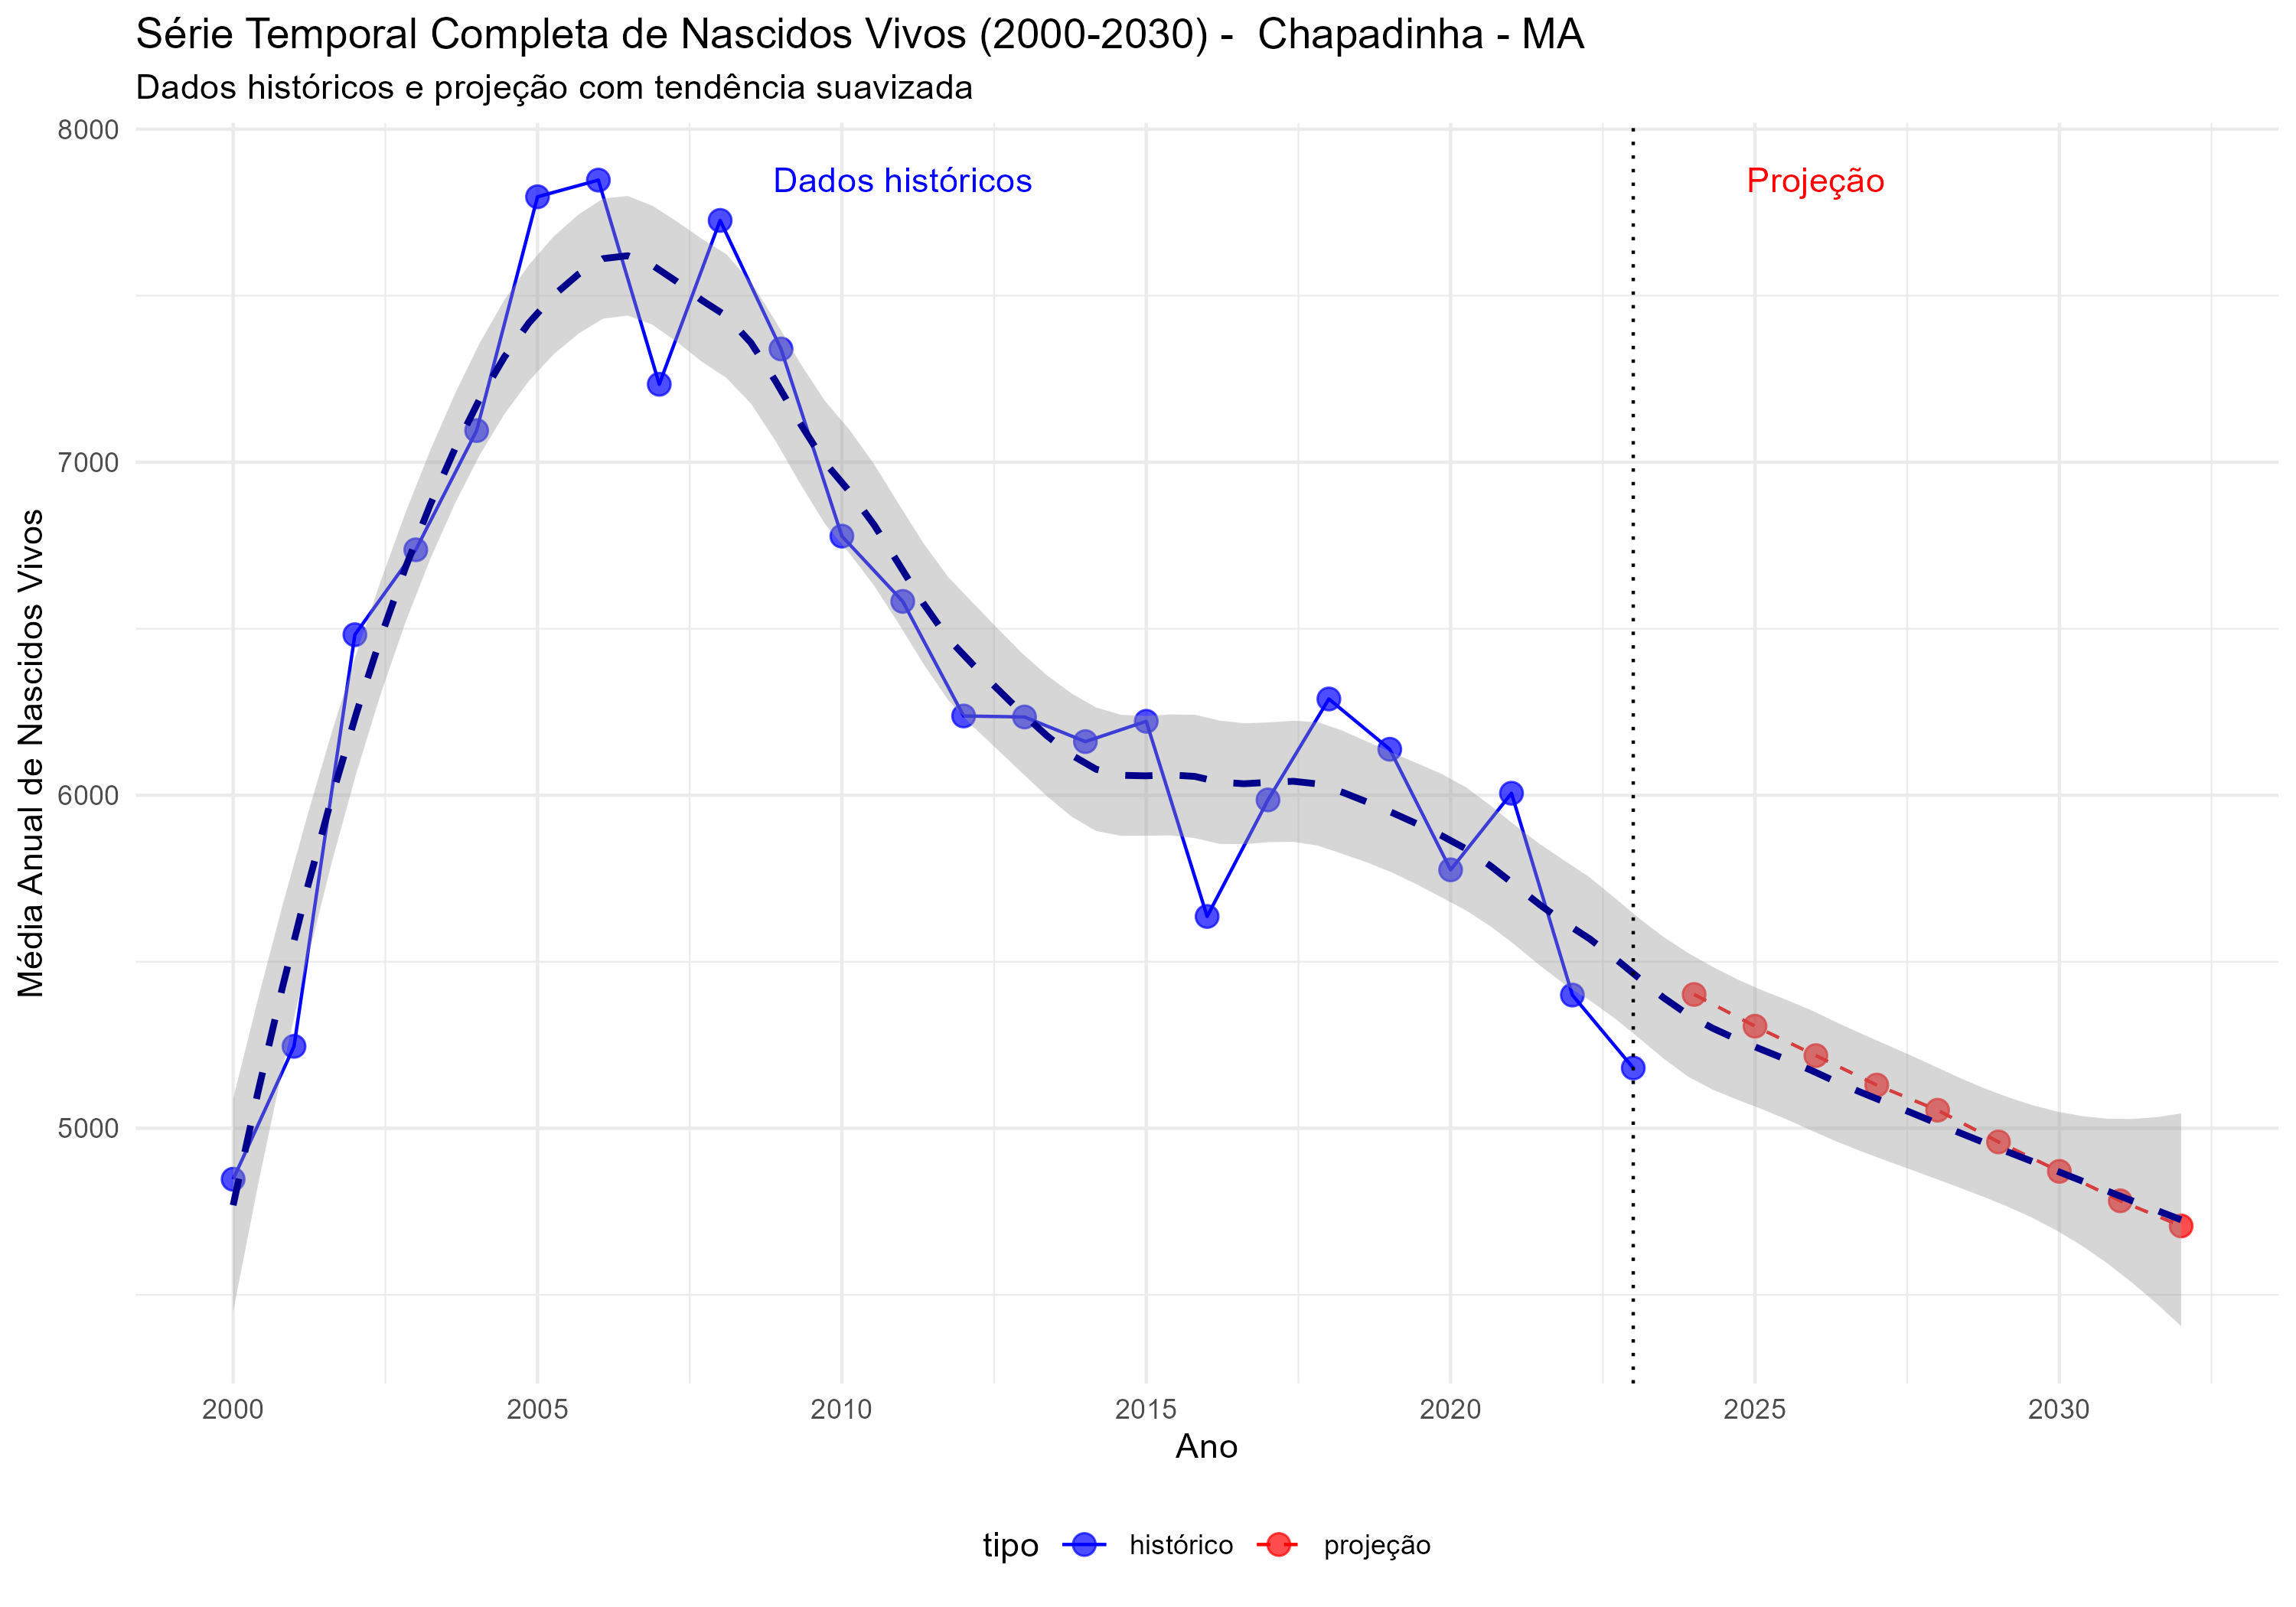 Série Temporal Completa de Nascidos Vivos (2000-2030) -  Chapadinha - MA
Dados históricos e projeção com tendência suavizada
Média Anual de Nascidos Vivos
8000
7000
6000
5000
Dados históricos
Projeção
2000 2005 2010 2015 2020 2025 2030
Ano
tipo histórico projeção